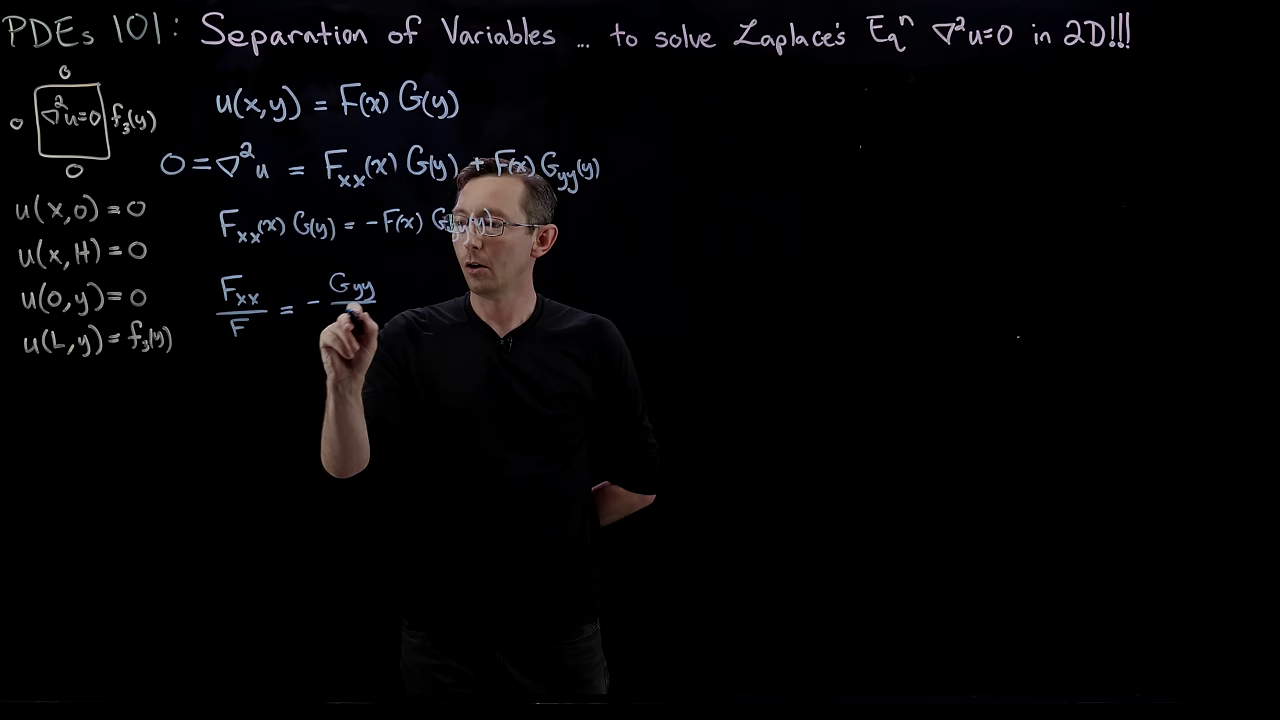 PDEs 101: Separation of Variables ... to solve Laplace's Eqⁿ ∇²u=0 in 2D!!!
0
0 ∇²u=0 f₃(y)
0
u(x,0)=0
u(x,H)=0
u(0,y)=0
u(L,y)=f₃(y)
u(x,y) = F(x) G(y)
0=∇²u = Fₓₓ(x) G(y) + F(x) G_yy(y)
Fₓₓ(x) G(y) = -F(x) G_yy(y)
Fₓₓ/F = - G_yy/